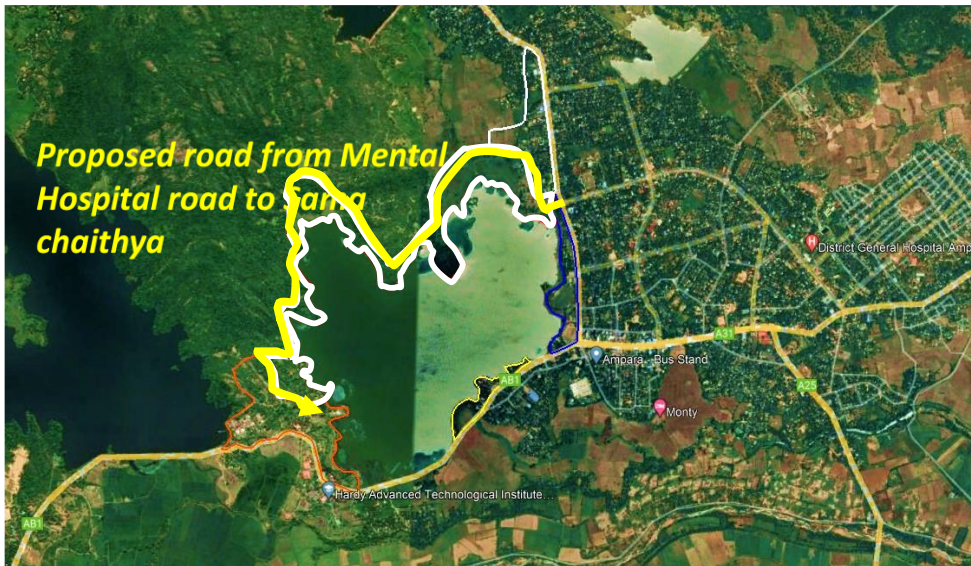 Proposed road from Mental
Hospital road to Sama
chaithya
District General Hospital Amp
A31
Ampara - Bus Stand
AB1
A25
Monty
Hardy Advanced Technological Institute...
AB1